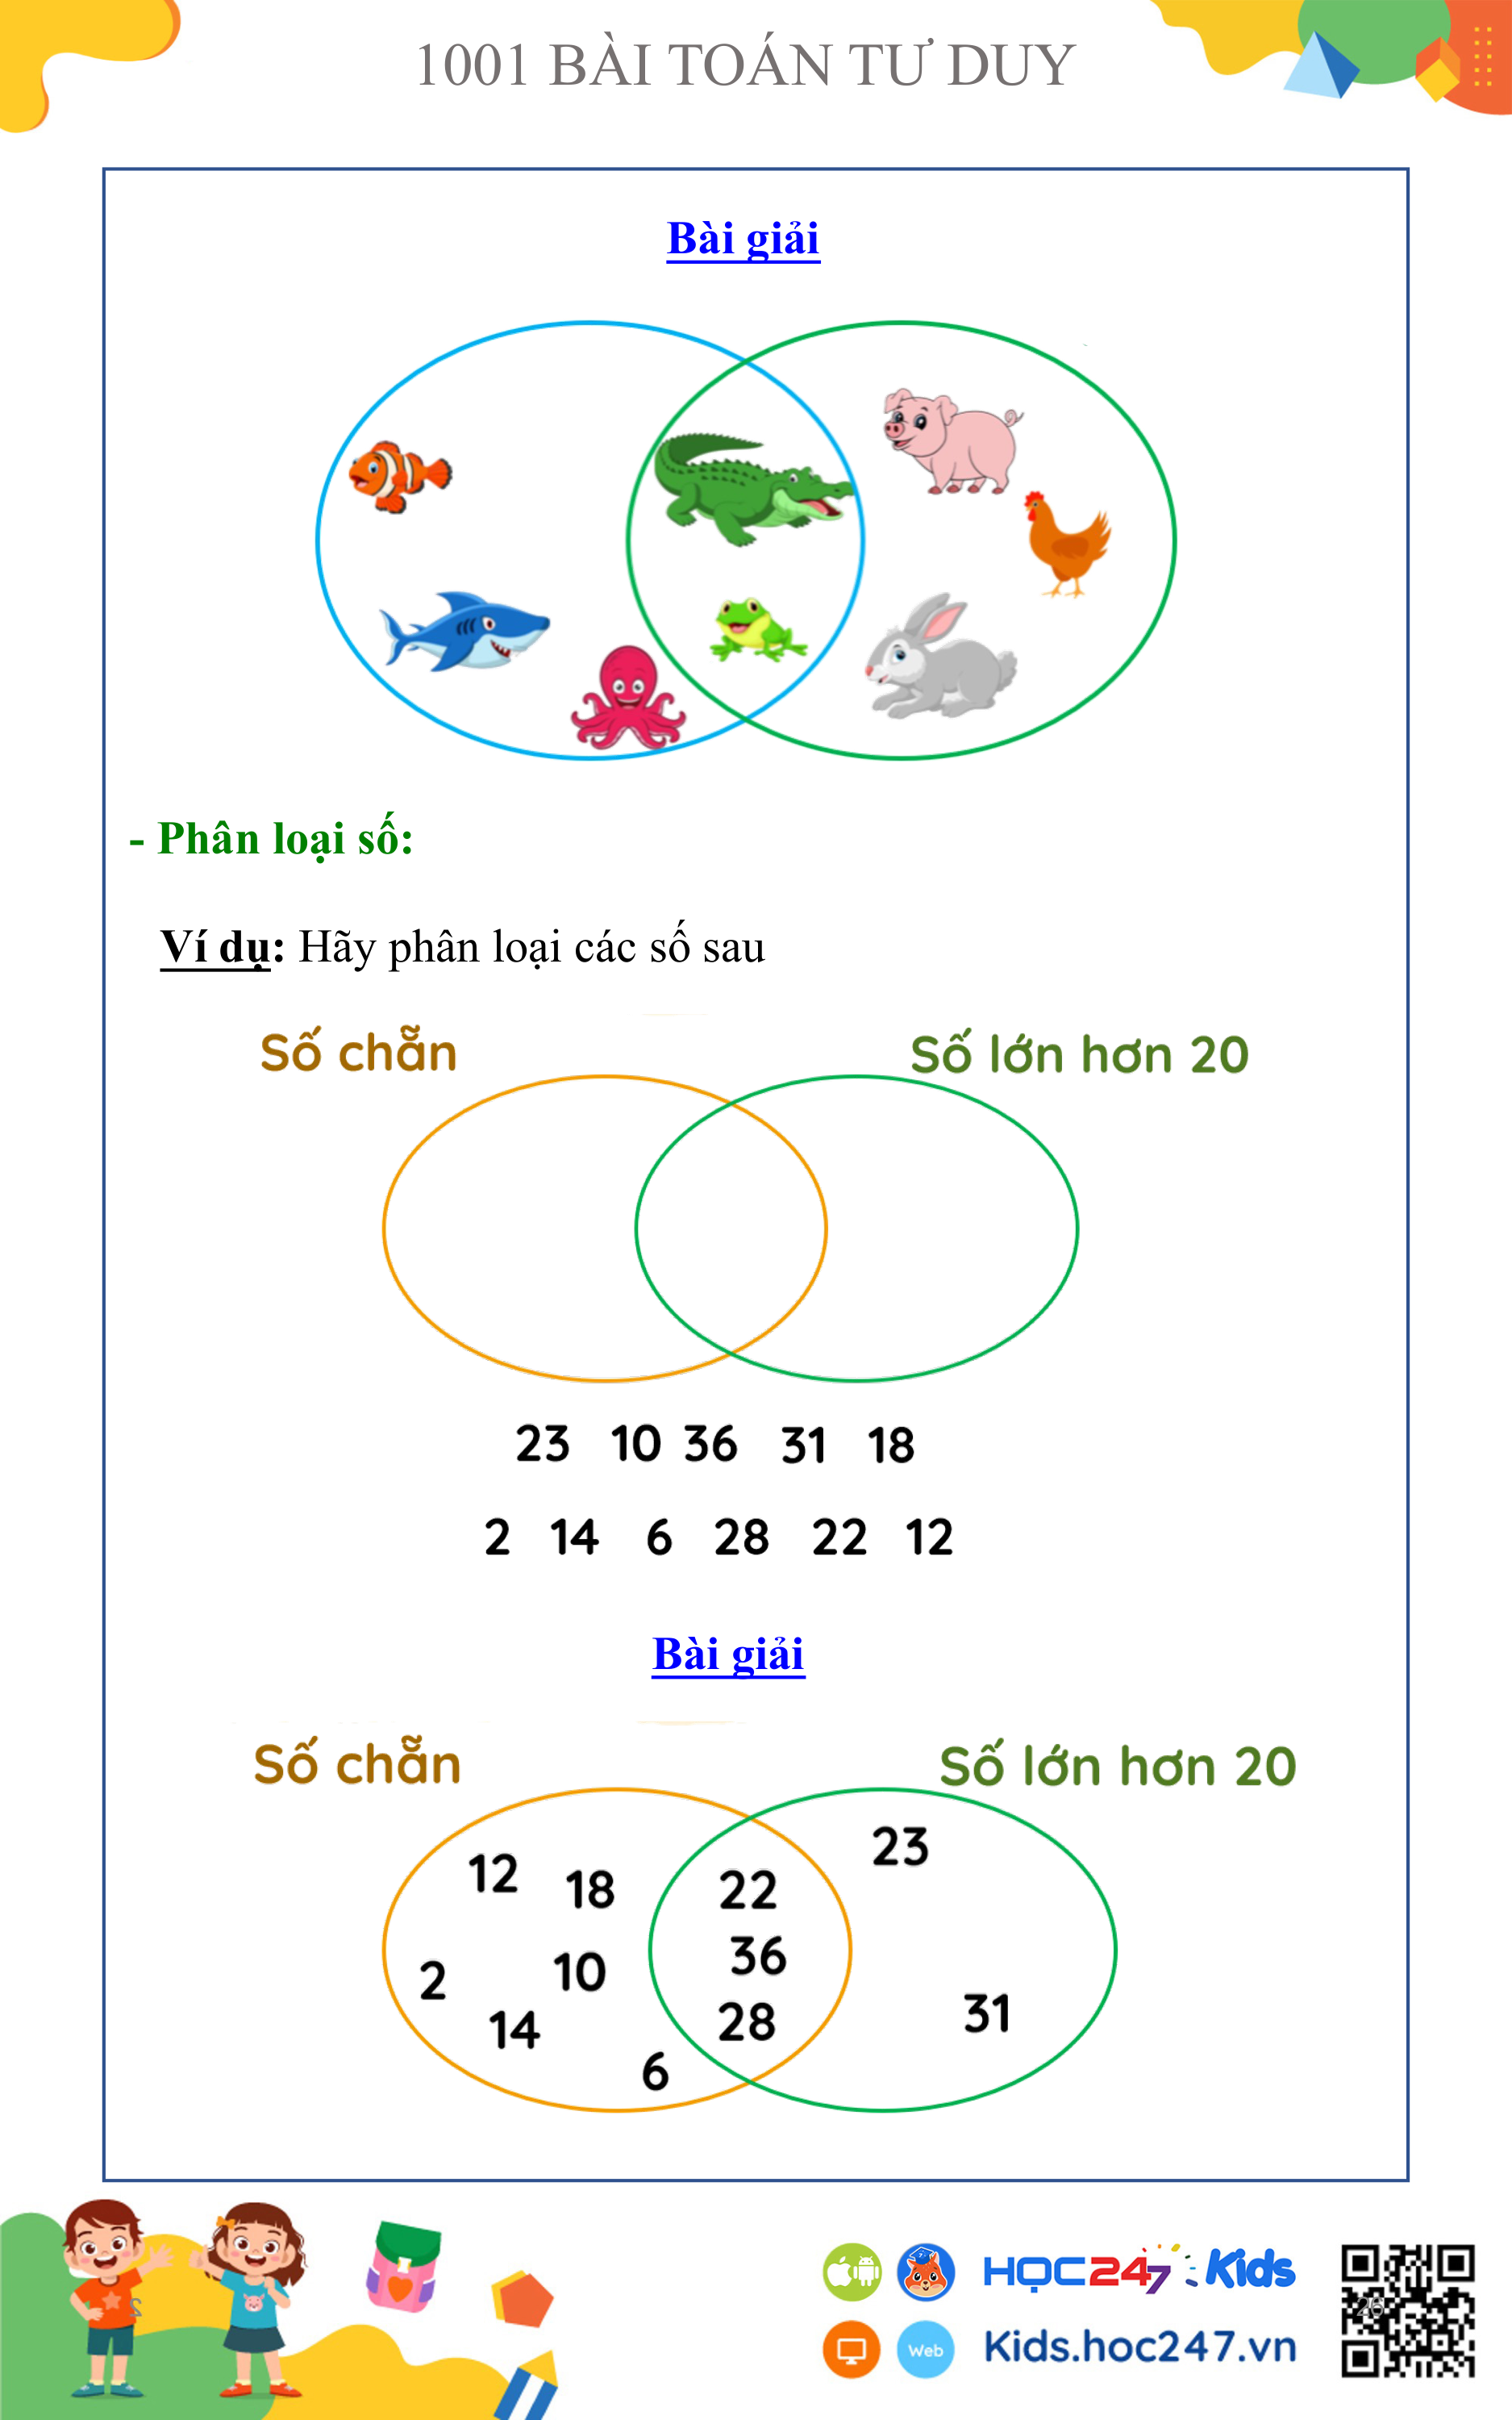 1001 BÀI TOÁN TƯ DUY
Bài giải
- Phân loại số:
Ví dụ: Hãy phân loại các số sau
Số chẵn Số lớn hơn 20
23 10 36 31 18
2 14 6 28 22 12
Bài giải
Số chẵn Số lớn hơn 20
12 18 22 23
2 10 36 31
14 28
6
HỌC247 Kids
Web Kids.hoc247.vn
2
26